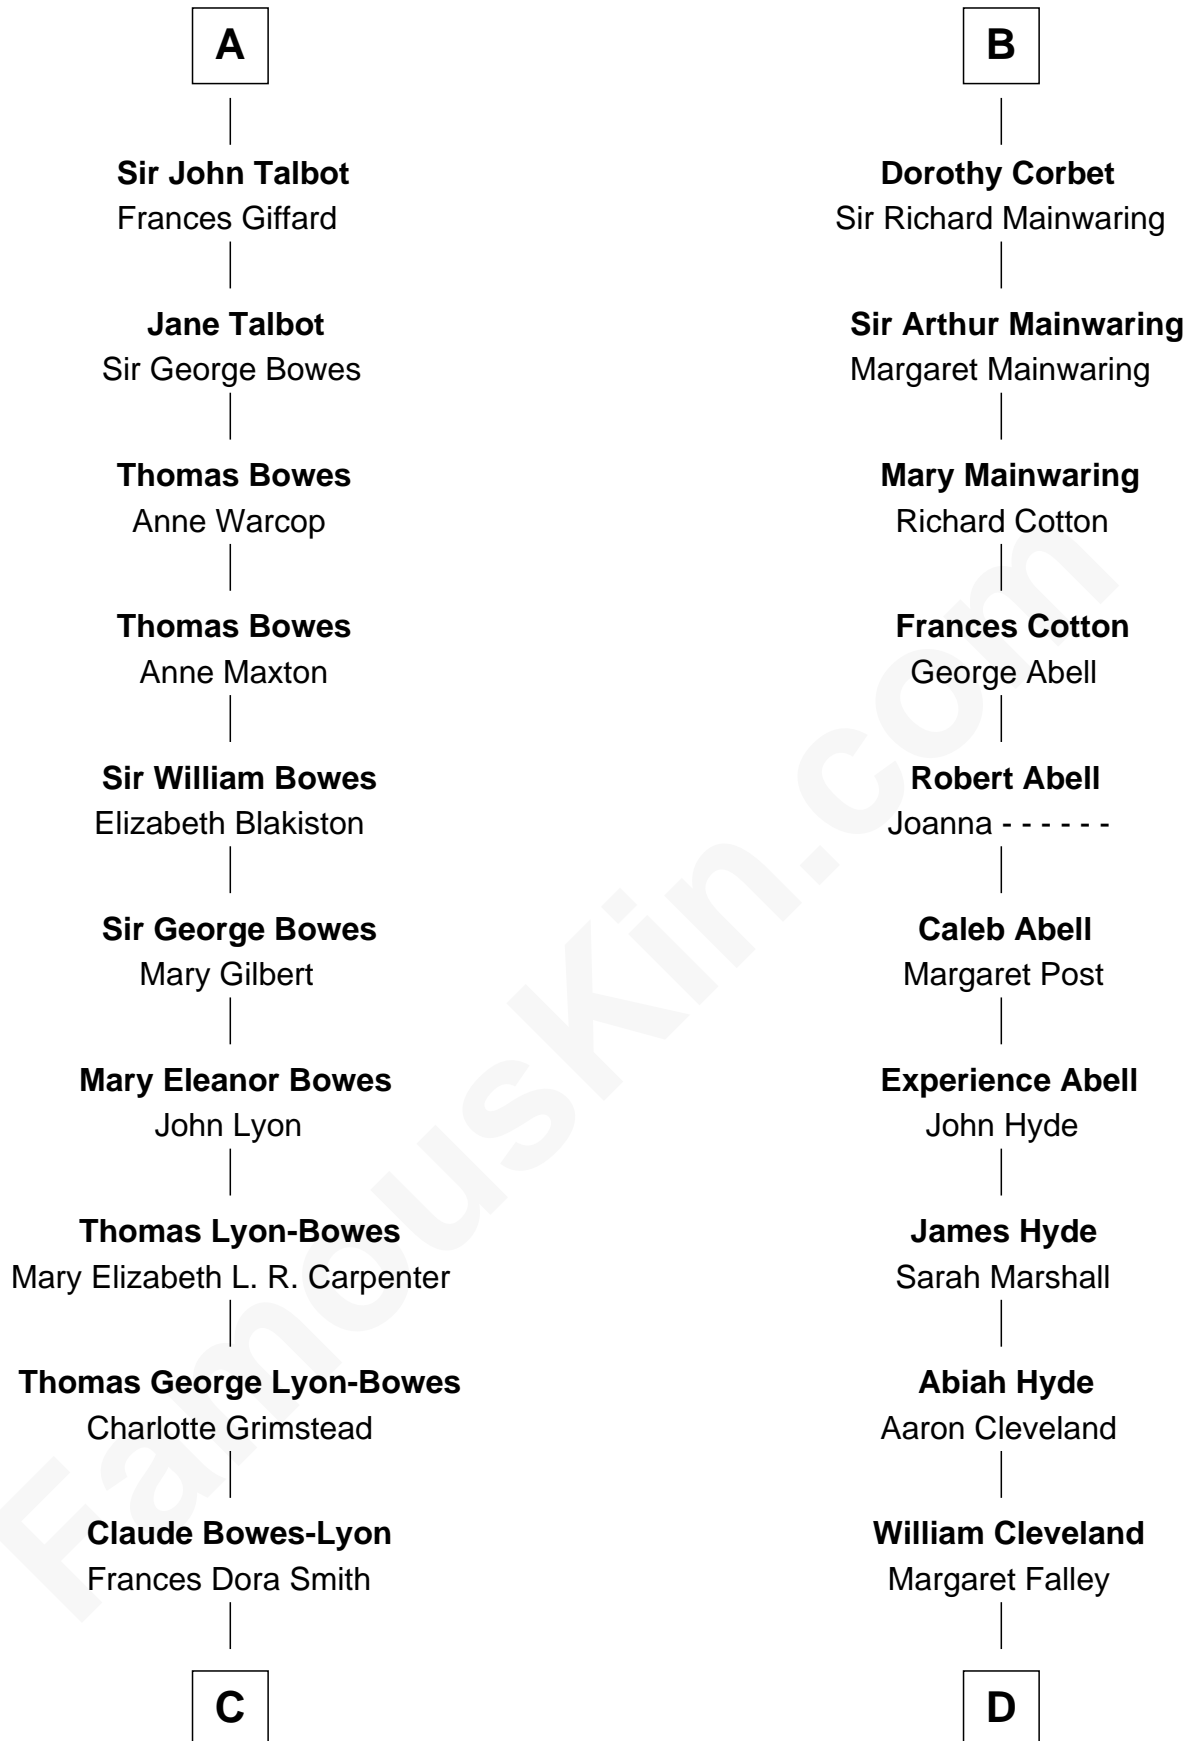 A
Sir John Talbot
Frances Giffard
Jane Talbot
Sir George Bowes
Thomas Bowes
Anne Warcop
Thomas Bowes
Anne Maxton
Sir William Bowes
Elizabeth Blakiston
Sir George Bowes
Mary Gilbert
Mary Eleanor Bowes
John Lyon
Thomas Lyon-Bowes
Mary Elizabeth L. R. Carpenter
Thomas George Lyon-Bowes
Charlotte Grimstead
Claude Bowes-Lyon
Frances Dora Smith
C
B
Dorothy Corbet
Sir Richard Mainwaring
Sir Arthur Mainwaring
Margaret Mainwaring
Mary Mainwaring
Richard Cotton
Frances Cotton
George Abell
Robert Abell
Joanna - - - - - -
Caleb Abell
Margaret Post
Experience Abell
John Hyde
James Hyde
Sarah Marshall
Abiah Hyde
Aaron Cleveland
William Cleveland
Margaret Falley
D
FamousKin.com